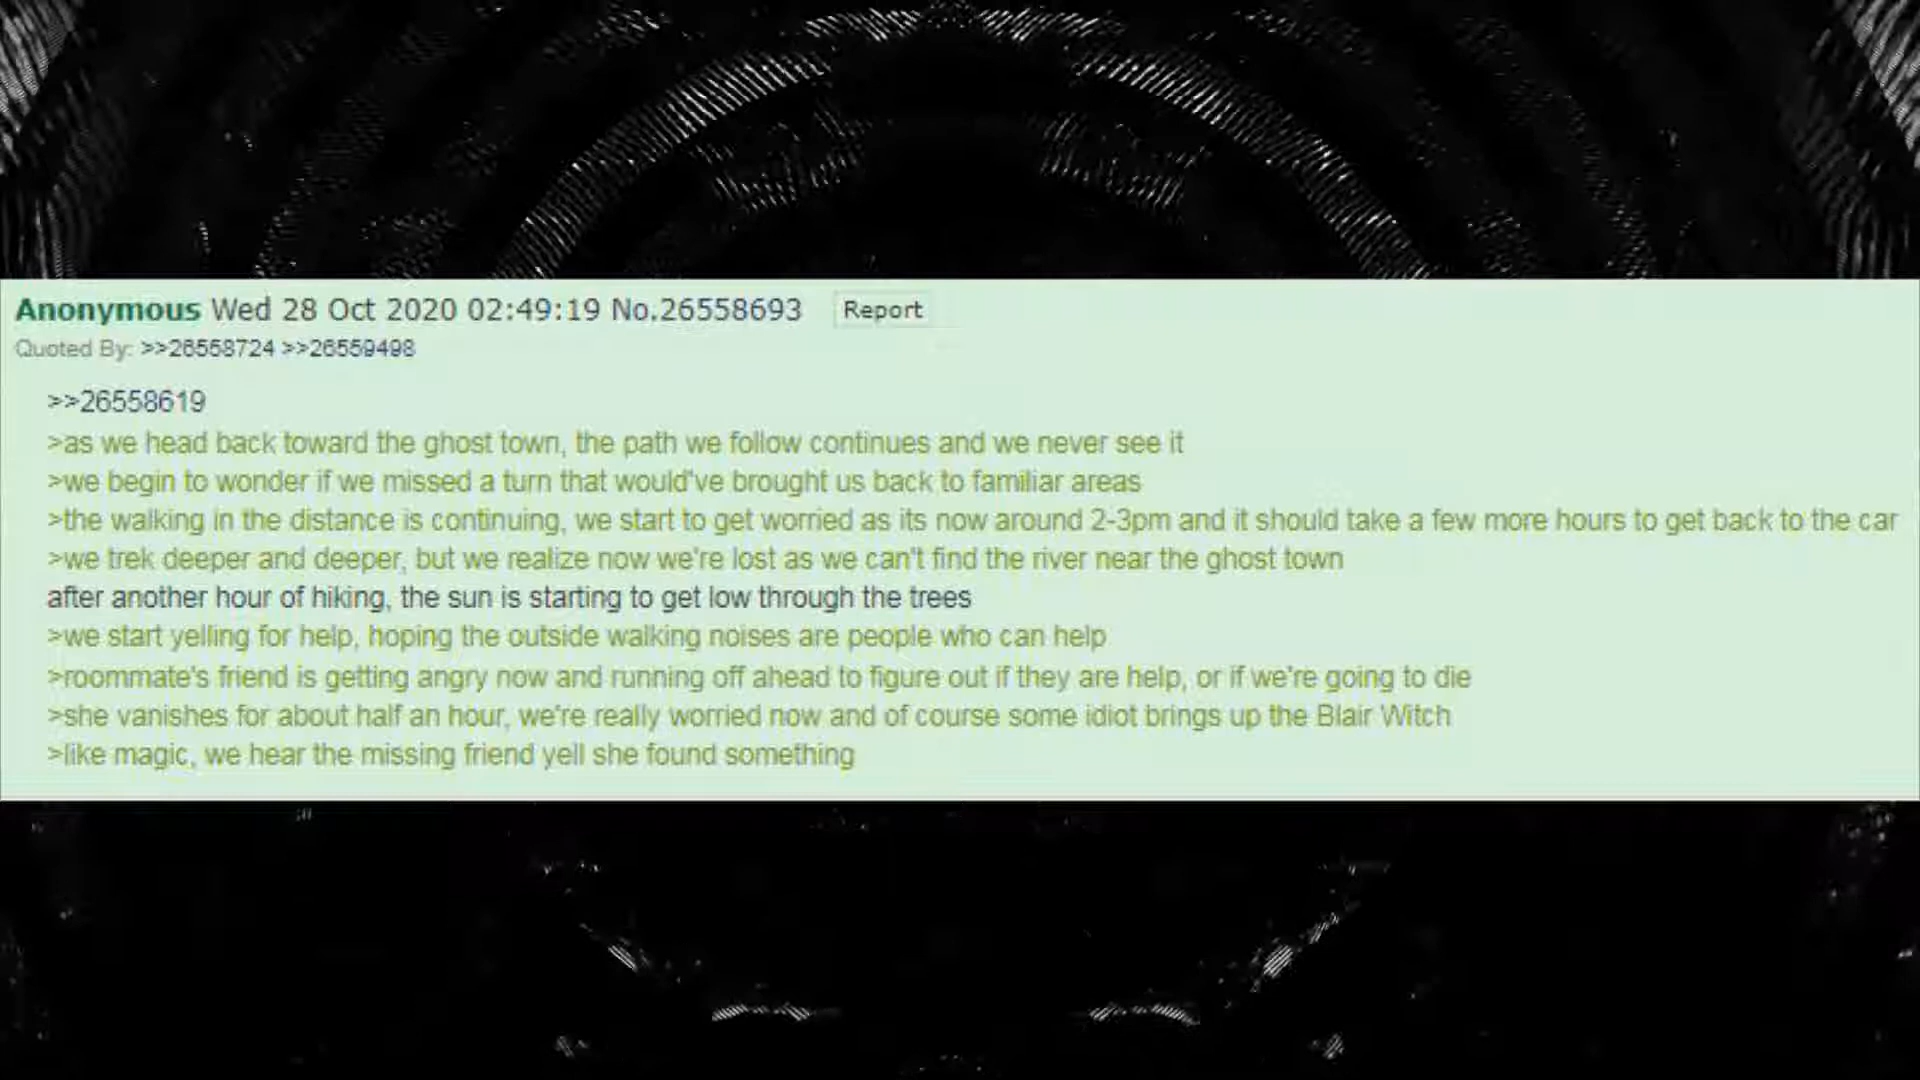 Anonymous Wed 28 Oct 2020 02:49:19 No.26558693 Report
Quoted By: >>26558724 >>26559498
>>26558619
>as we head back toward the ghost town, the path we follow continues and we never see it
>we begin to wonder if we missed a turn that would've brought us back to familiar areas
>the walking in the distance is continuing, we start to get worried as its now around 2-3pm and it should take a few more hours to get back to the car
>we trek deeper and deeper, but we realize now we're lost as we can't find the river near the ghost town
after another hour of hiking, the sun is starting to get low through the trees
>we start yelling for help, hoping the outside walking noises are people who can help
>roommate's friend is getting angry now and running off ahead to figure out if they are help, or if we're going to die
>she vanishes for about half an hour, we're really worried now and of course some idiot brings up the Blair Witch
>like magic, we hear the missing friend yell she found something